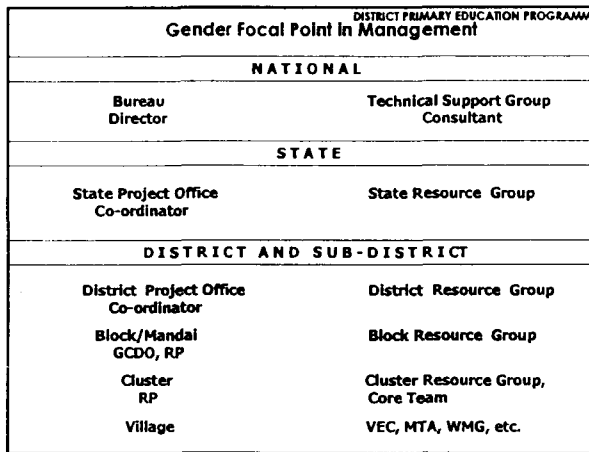 DISTRICT PRIMARY EDUCATION PROGRAMM
Gender Focal Point in Management
NATIONAL
Bureau Technical Support Group
Director Consultant
STATE
State Project Office State Resource Group
Co-ordinator
DISTRICT AND SUB-DISTRICT
District Project Office District Resource Group
Co-ordinator
Block/Mandai Block Resource Group
GCDO, RP
Cluster Cluster Resource Group,
RP Core Team
Village VEC, MTA, WMG, etc.